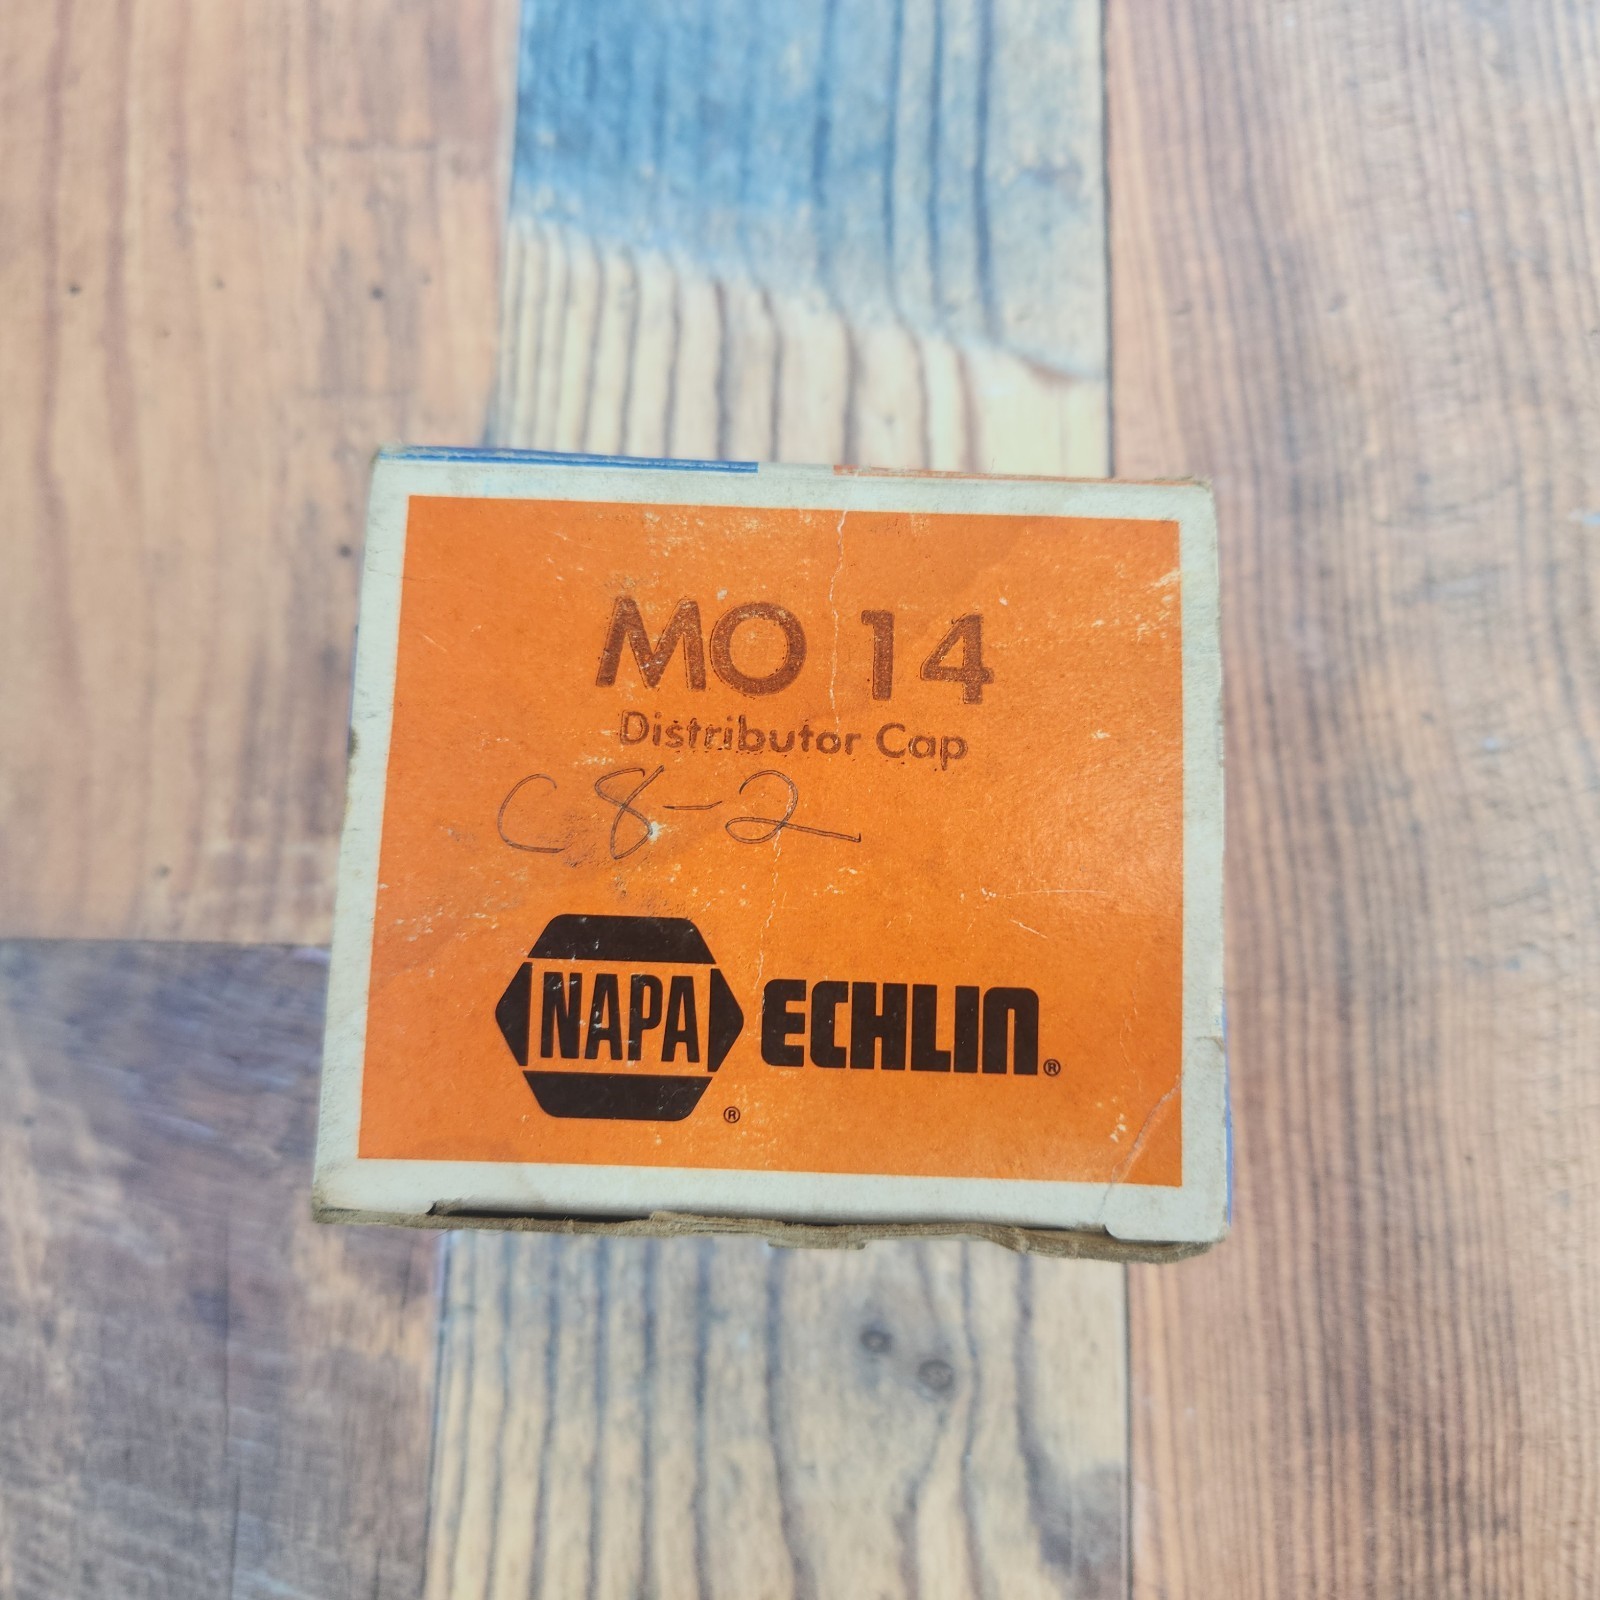 MO 14
Distributor Cap
C8-2
NAPA ECHLIN®
®